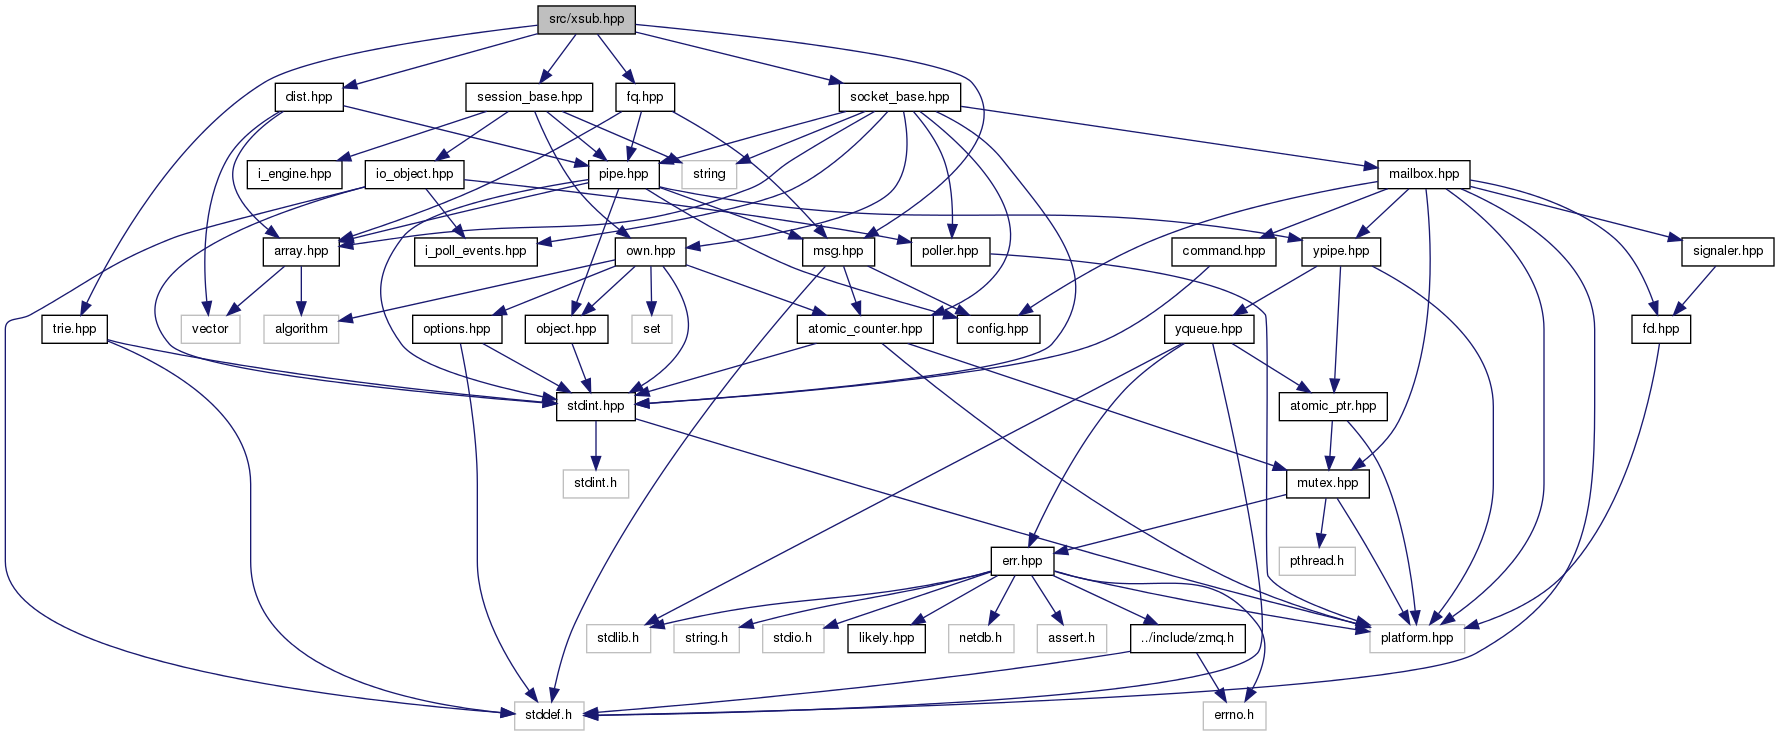 src/xsub.hpp
dist.hpp
session_base.hpp
fq.hpp
socket_base.hpp
i_engine.hpp
io_object.hpp
pipe.hpp
string
mailbox.hpp
array.hpp
i_poll_events.hpp
own.hpp
msg.hpp
poller.hpp
command.hpp
ypipe.hpp
signaler.hpp
trie.hpp
vector
algorithm
options.hpp
object.hpp
set
atomic_counter.hpp
config.hpp
yqueue.hpp
fd.hpp
stdint.hpp
atomic_ptr.hpp
stdint.h
mutex.hpp
err.hpp
pthread.h
stdlib.h
string.h
stdio.h
likely.hpp
netdb.h
assert.h
../include/zmq.h
platform.hpp
stddef.h
errno.h